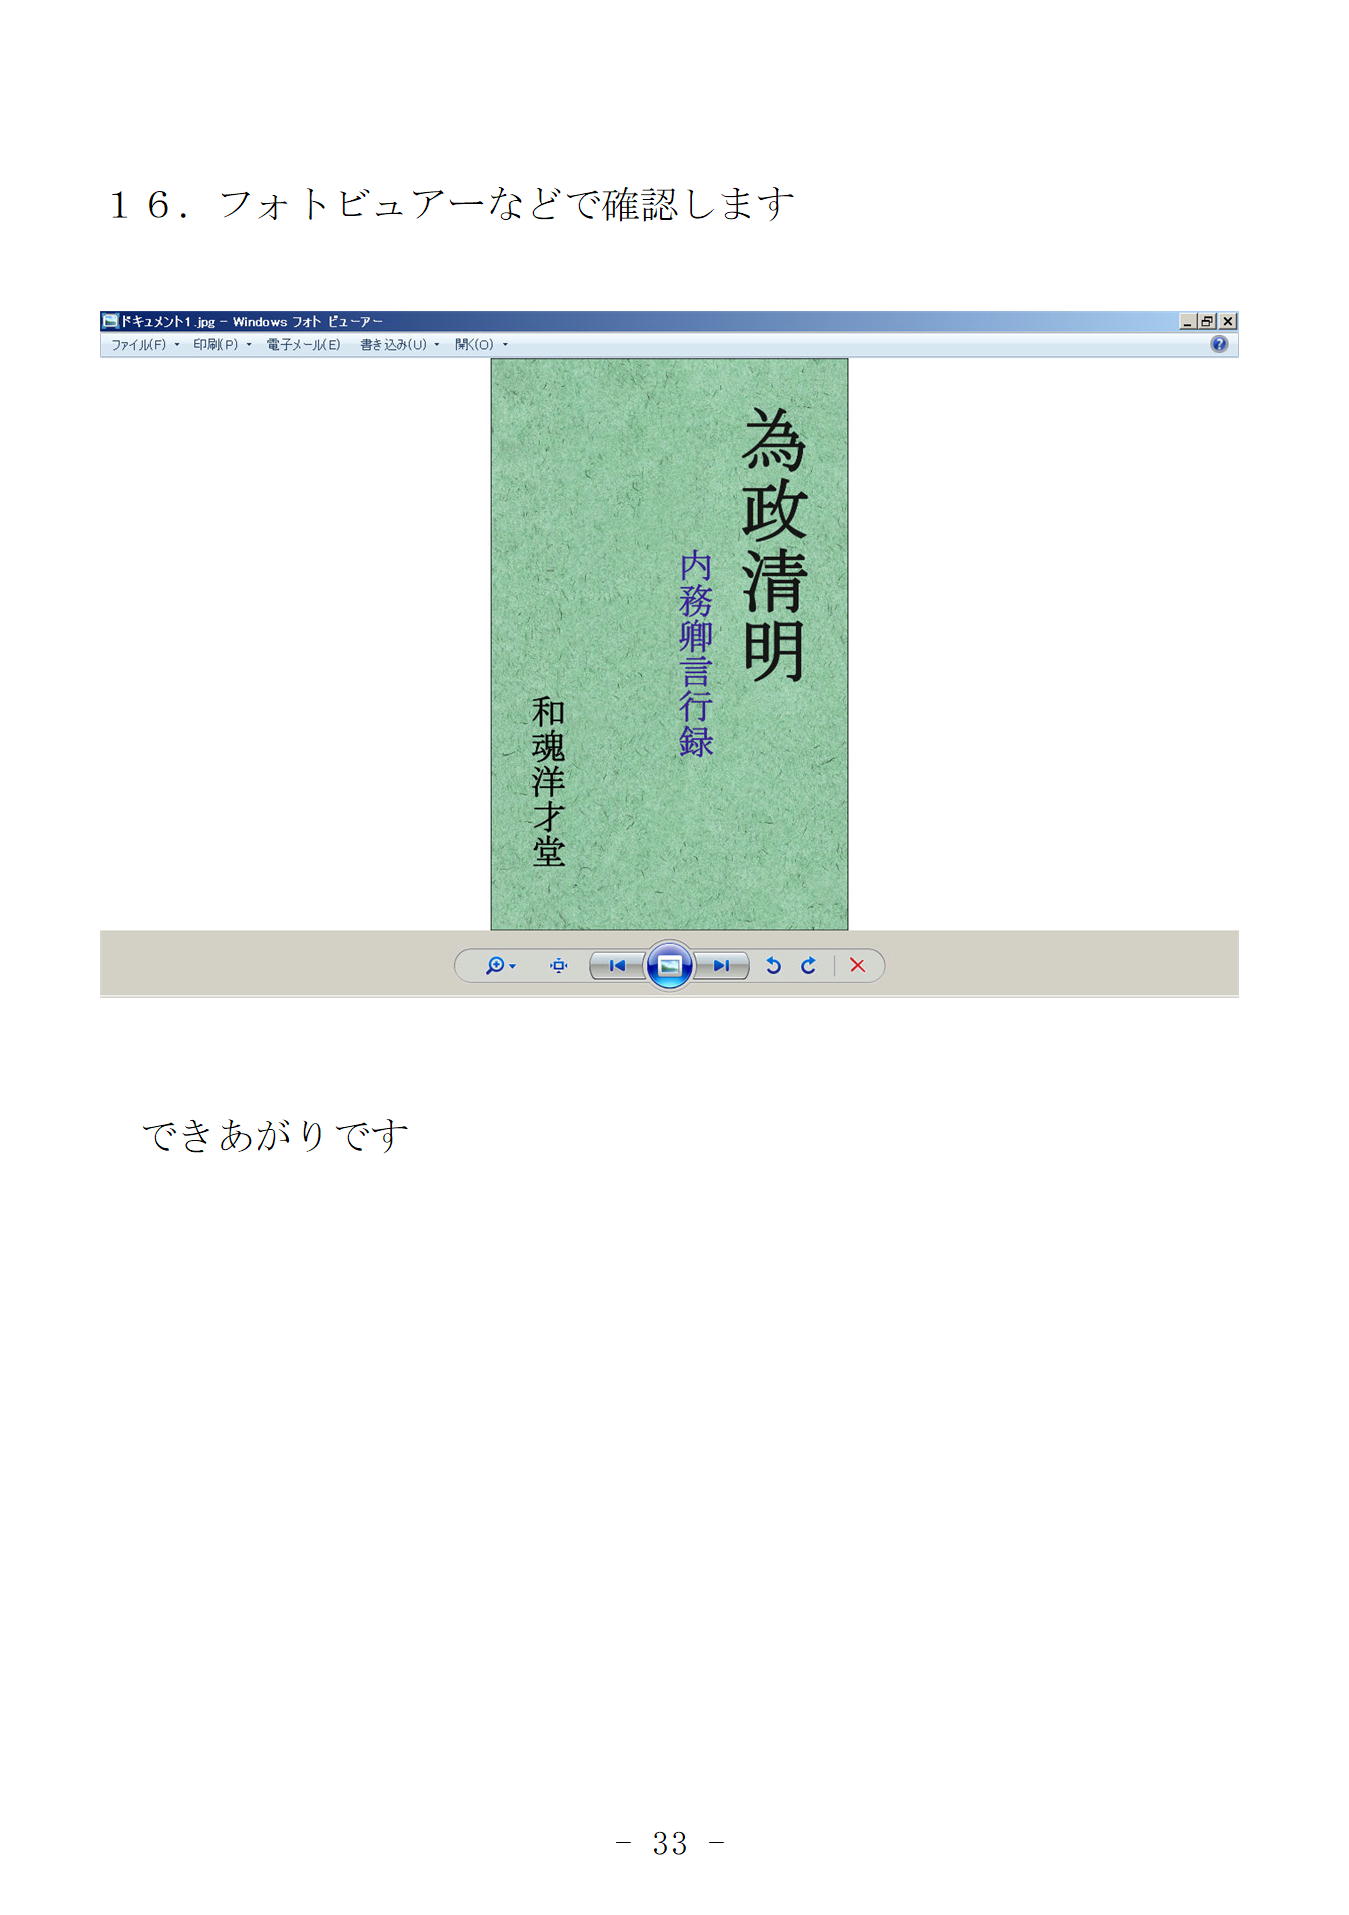 １６．フォトビュアーなどで確認します
ドキュメント1.jpg - Windows フォト ビューアー
ファイル(F) 印刷(P) 電子メール(E) 書き込み(U) 開く(O)
為政清明
内務卿言行録
和魂洋才堂
できあがりです
- 33 -